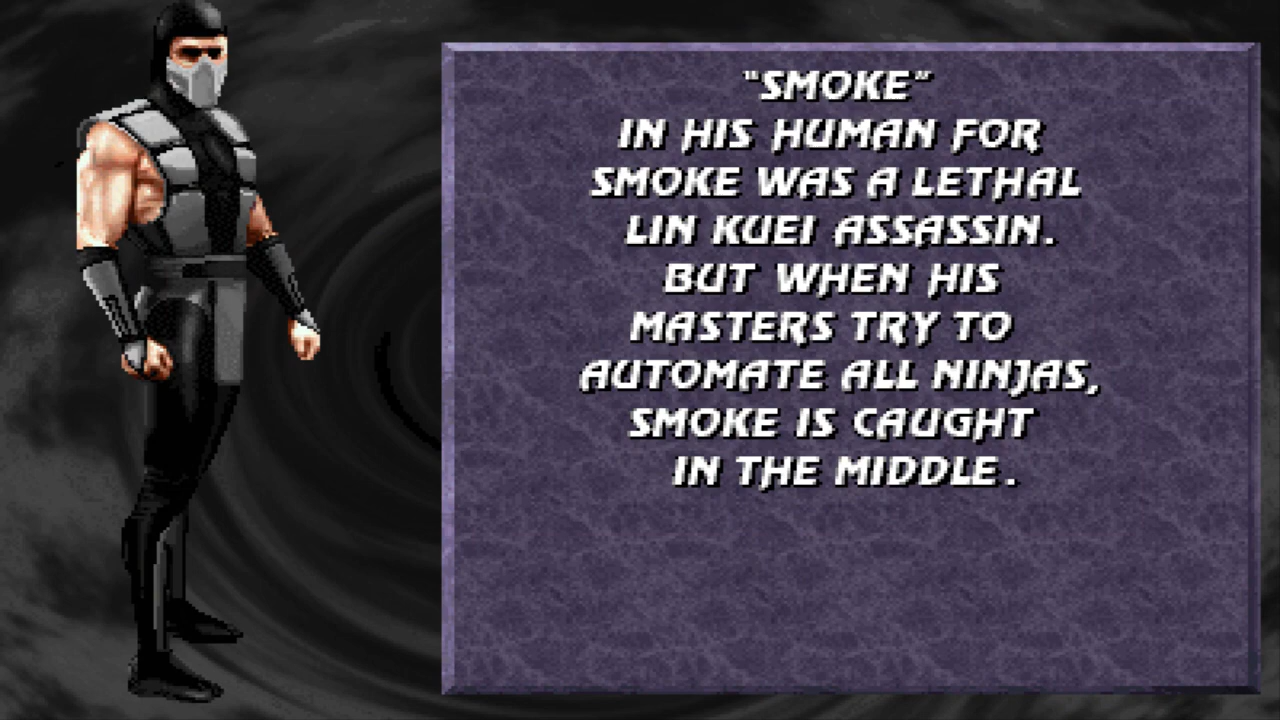 "SMOKE"
IN HIS HUMAN FOR
SMOKE WAS A LETHAL
LIN KUEI ASSASSIN.
BUT WHEN HIS
MASTERS TRY TO
AUTOMATE ALL NINJAS,
SMOKE IS CAUGHT
IN THE MIDDLE.